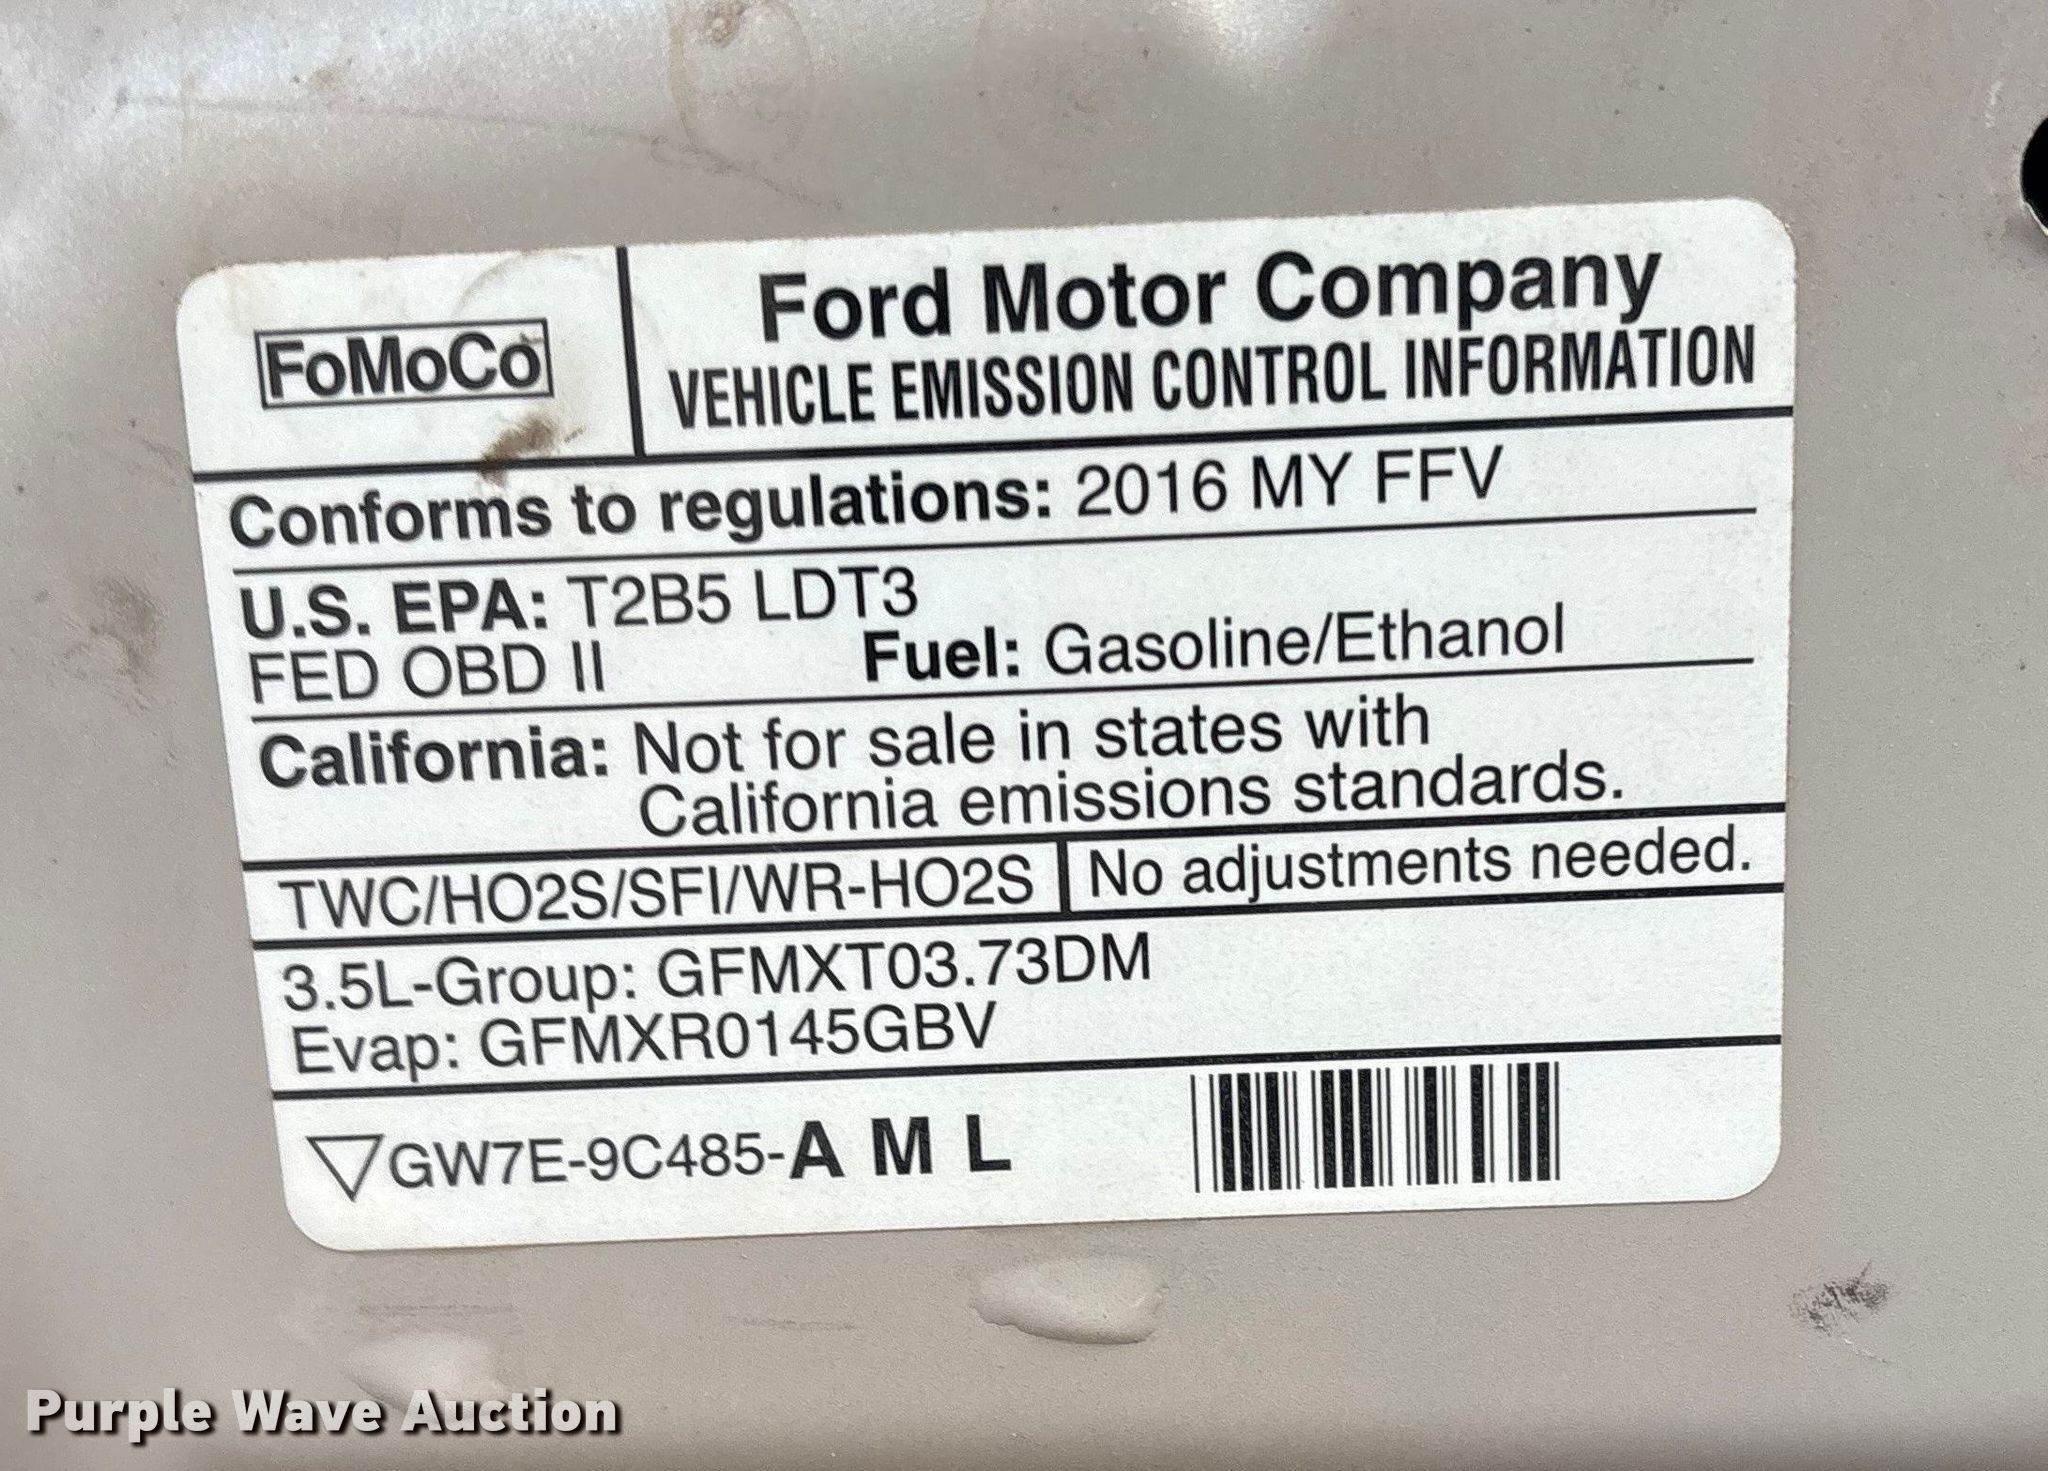 FoMoCo
Ford Motor Company
VEHICLE EMISSION CONTROL INFORMATION
Conforms to regulations: 2016 MY FFV
U.S. EPA: T2B5 LDT3
FED OBD II Fuel: Gasoline/Ethanol
California: Not for sale in states with
California emissions standards.
TWC/HO2S/SFI/WR-HO2S No adjustments needed.
3.5L-Group: GFMXT03.73DM
Evap: GFMXR0145GBV
GW7E-9C485-A M L
Purple Wave Auction